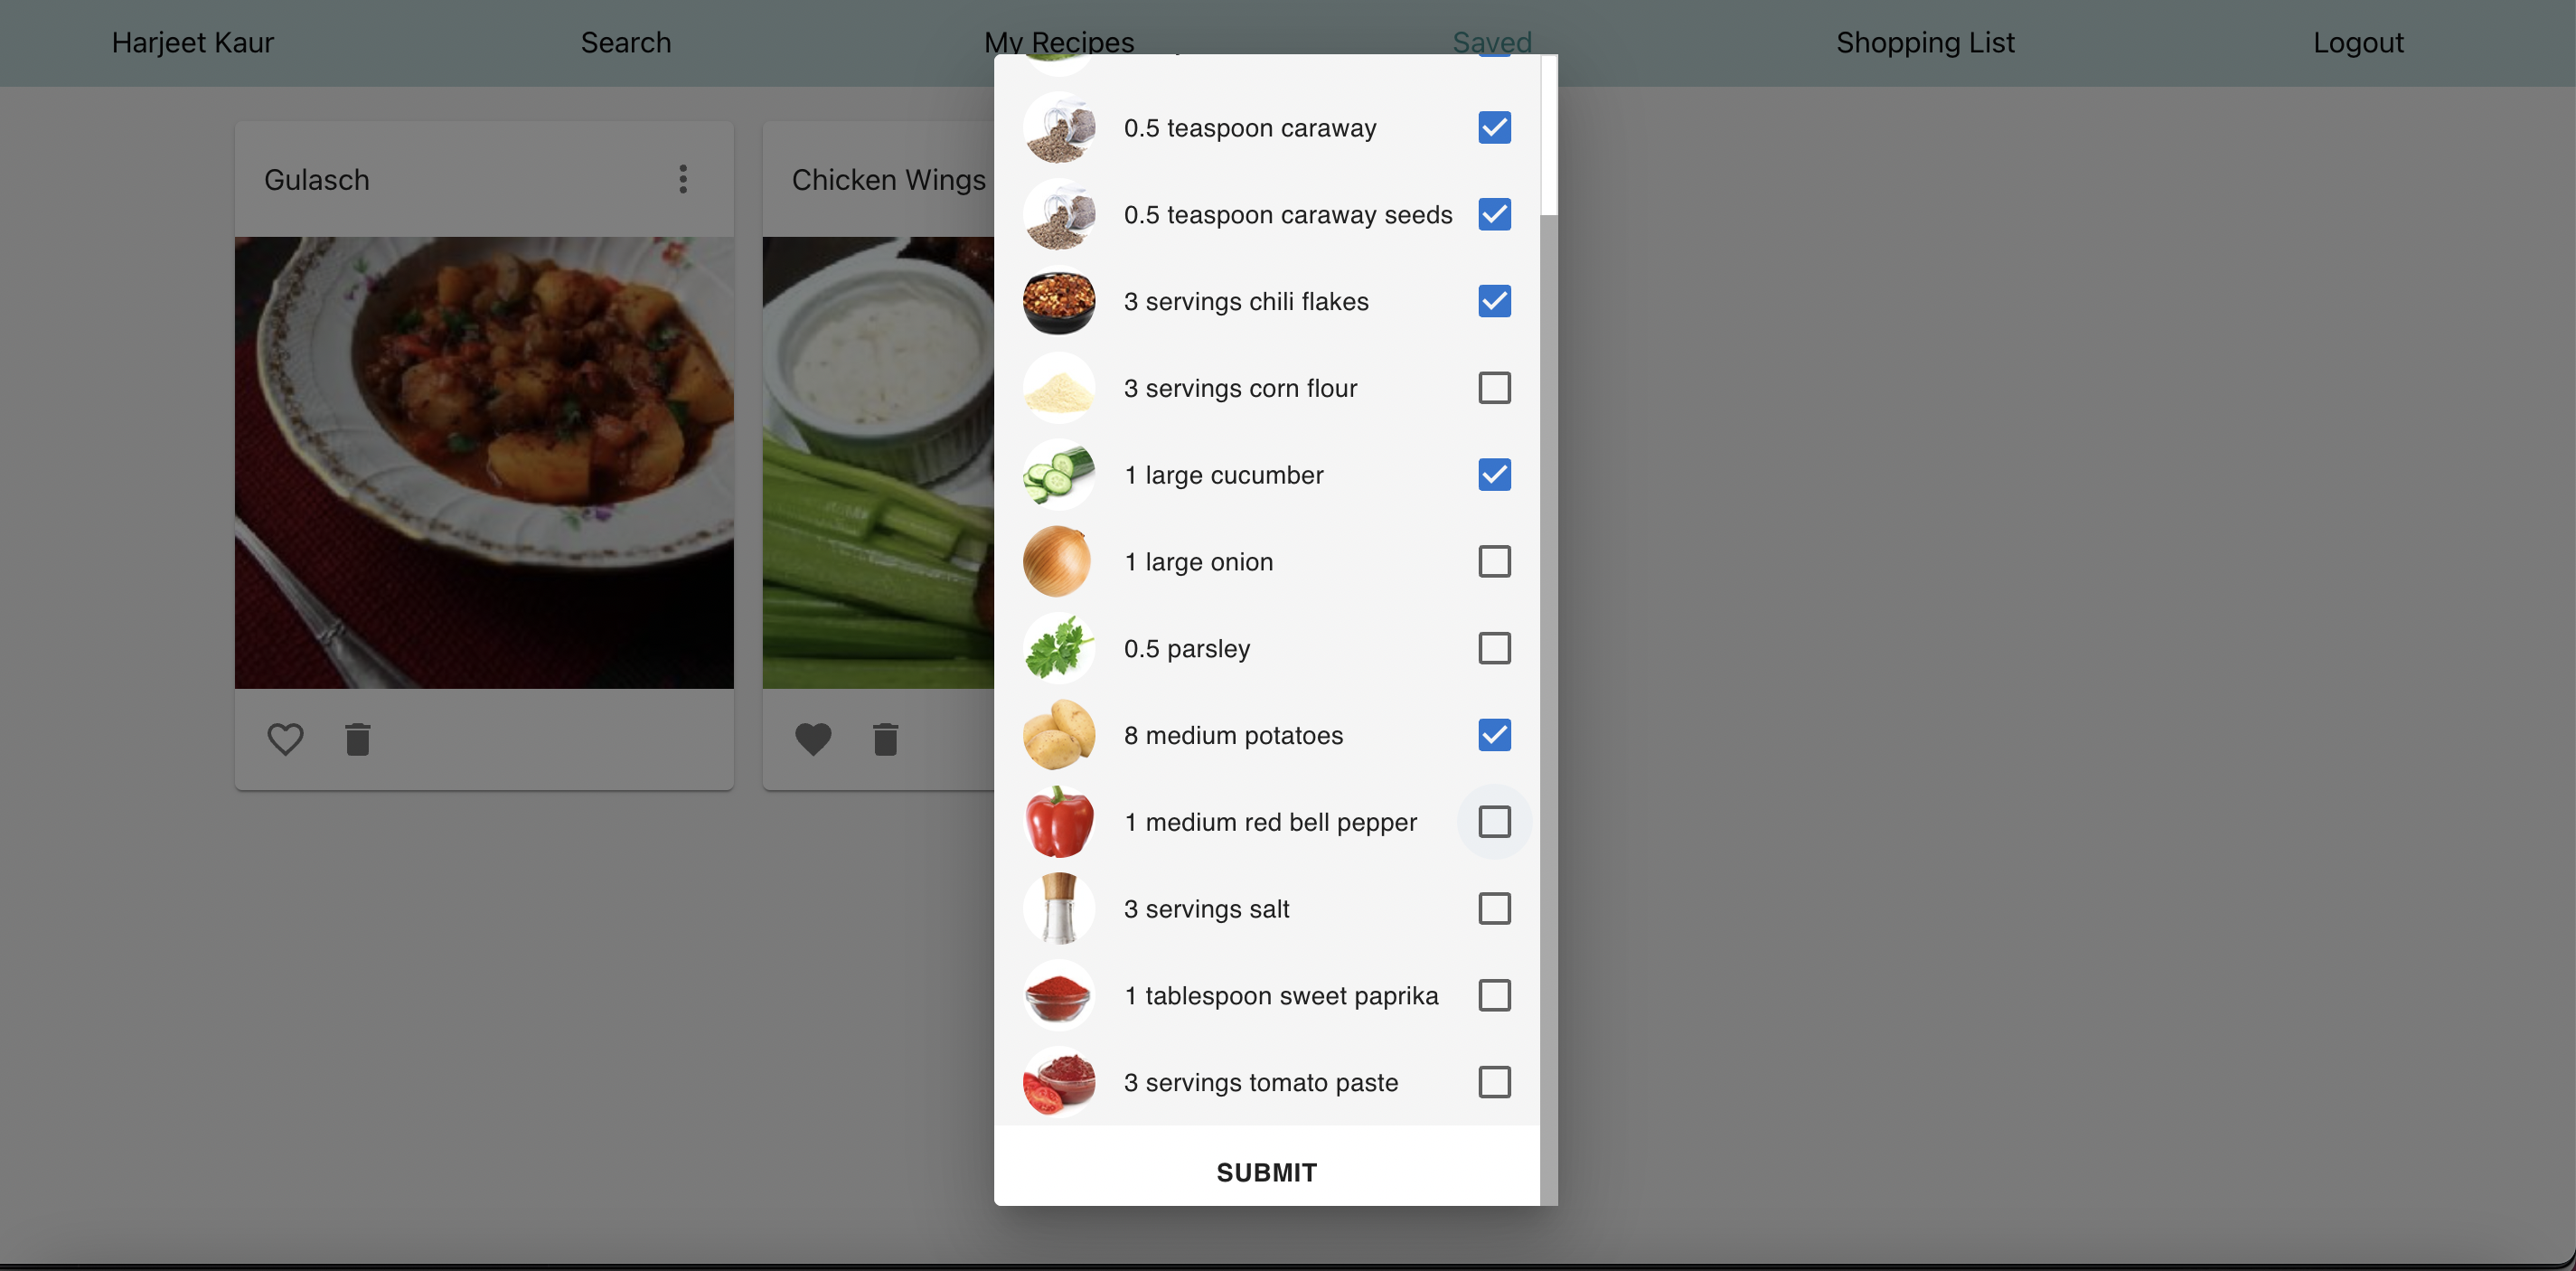 Harjeet Kaur Search My Recipes Saved Shopping List Logout
Gulasch
Chicken Wings
0.5 teaspoon caraway
0.5 teaspoon caraway seeds
3 servings chili flakes
3 servings corn flour
1 large cucumber
1 large onion
0.5 parsley
8 medium potatoes
1 medium red bell pepper
3 servings salt
1 tablespoon sweet paprika
3 servings tomato paste
SUBMIT